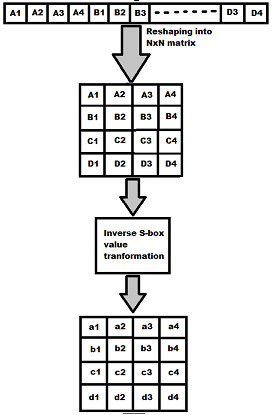 A1 A2 A3 A4 B1 B2 B3 D3 D4
Reshaping into
NxN matrix
A1 A2 A3 A4
B1 B2 B2 B4
C1 C2 C3 C4
D1 D2 D3 D4
Inverse S-box
value
tranformation
a1 a2 a3 a4
b1 b2 b3 b4
c1 c2 c3 c4
d1 d2 d3 d4